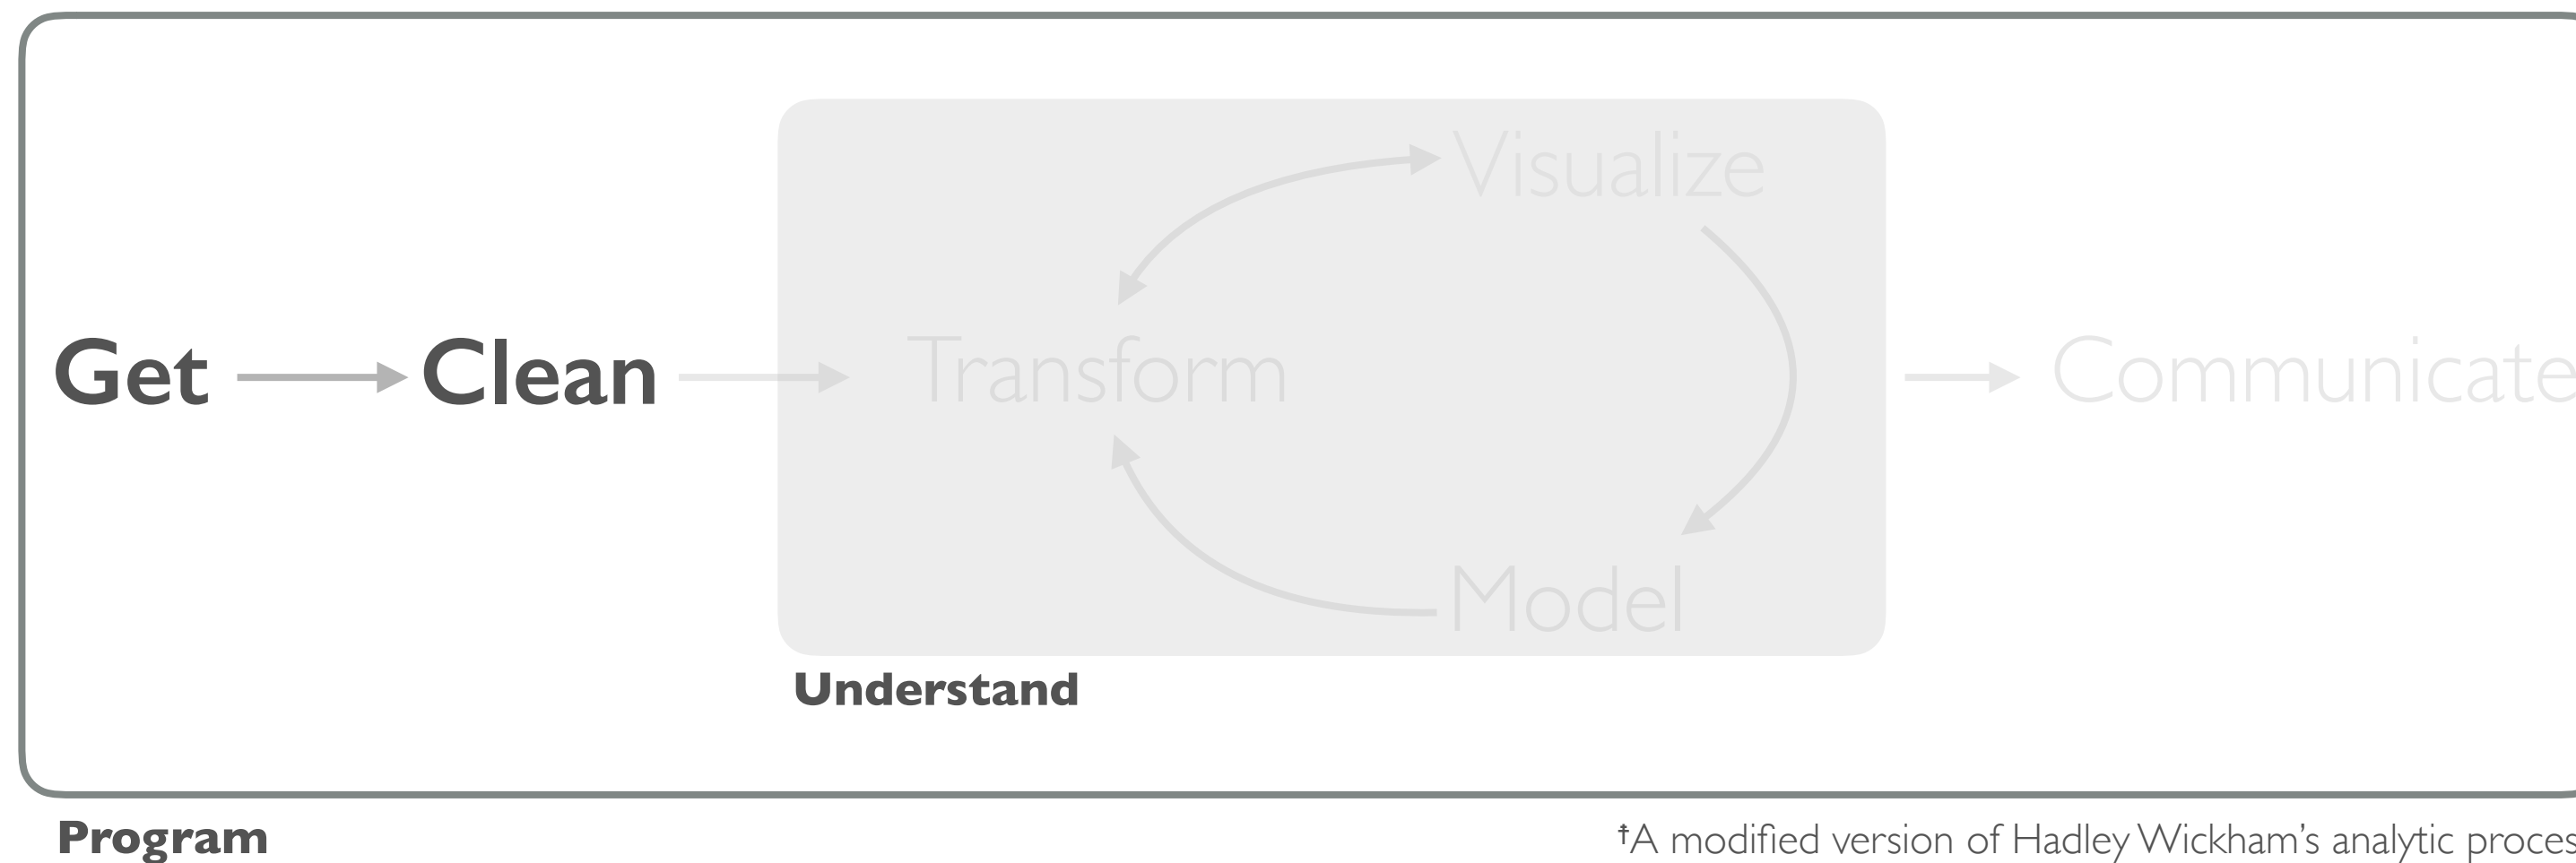 Visualize
Get
Clean
Transform
Communicate
Model
Understand
Program
†A modified version of Hadley Wickham's analytic proces